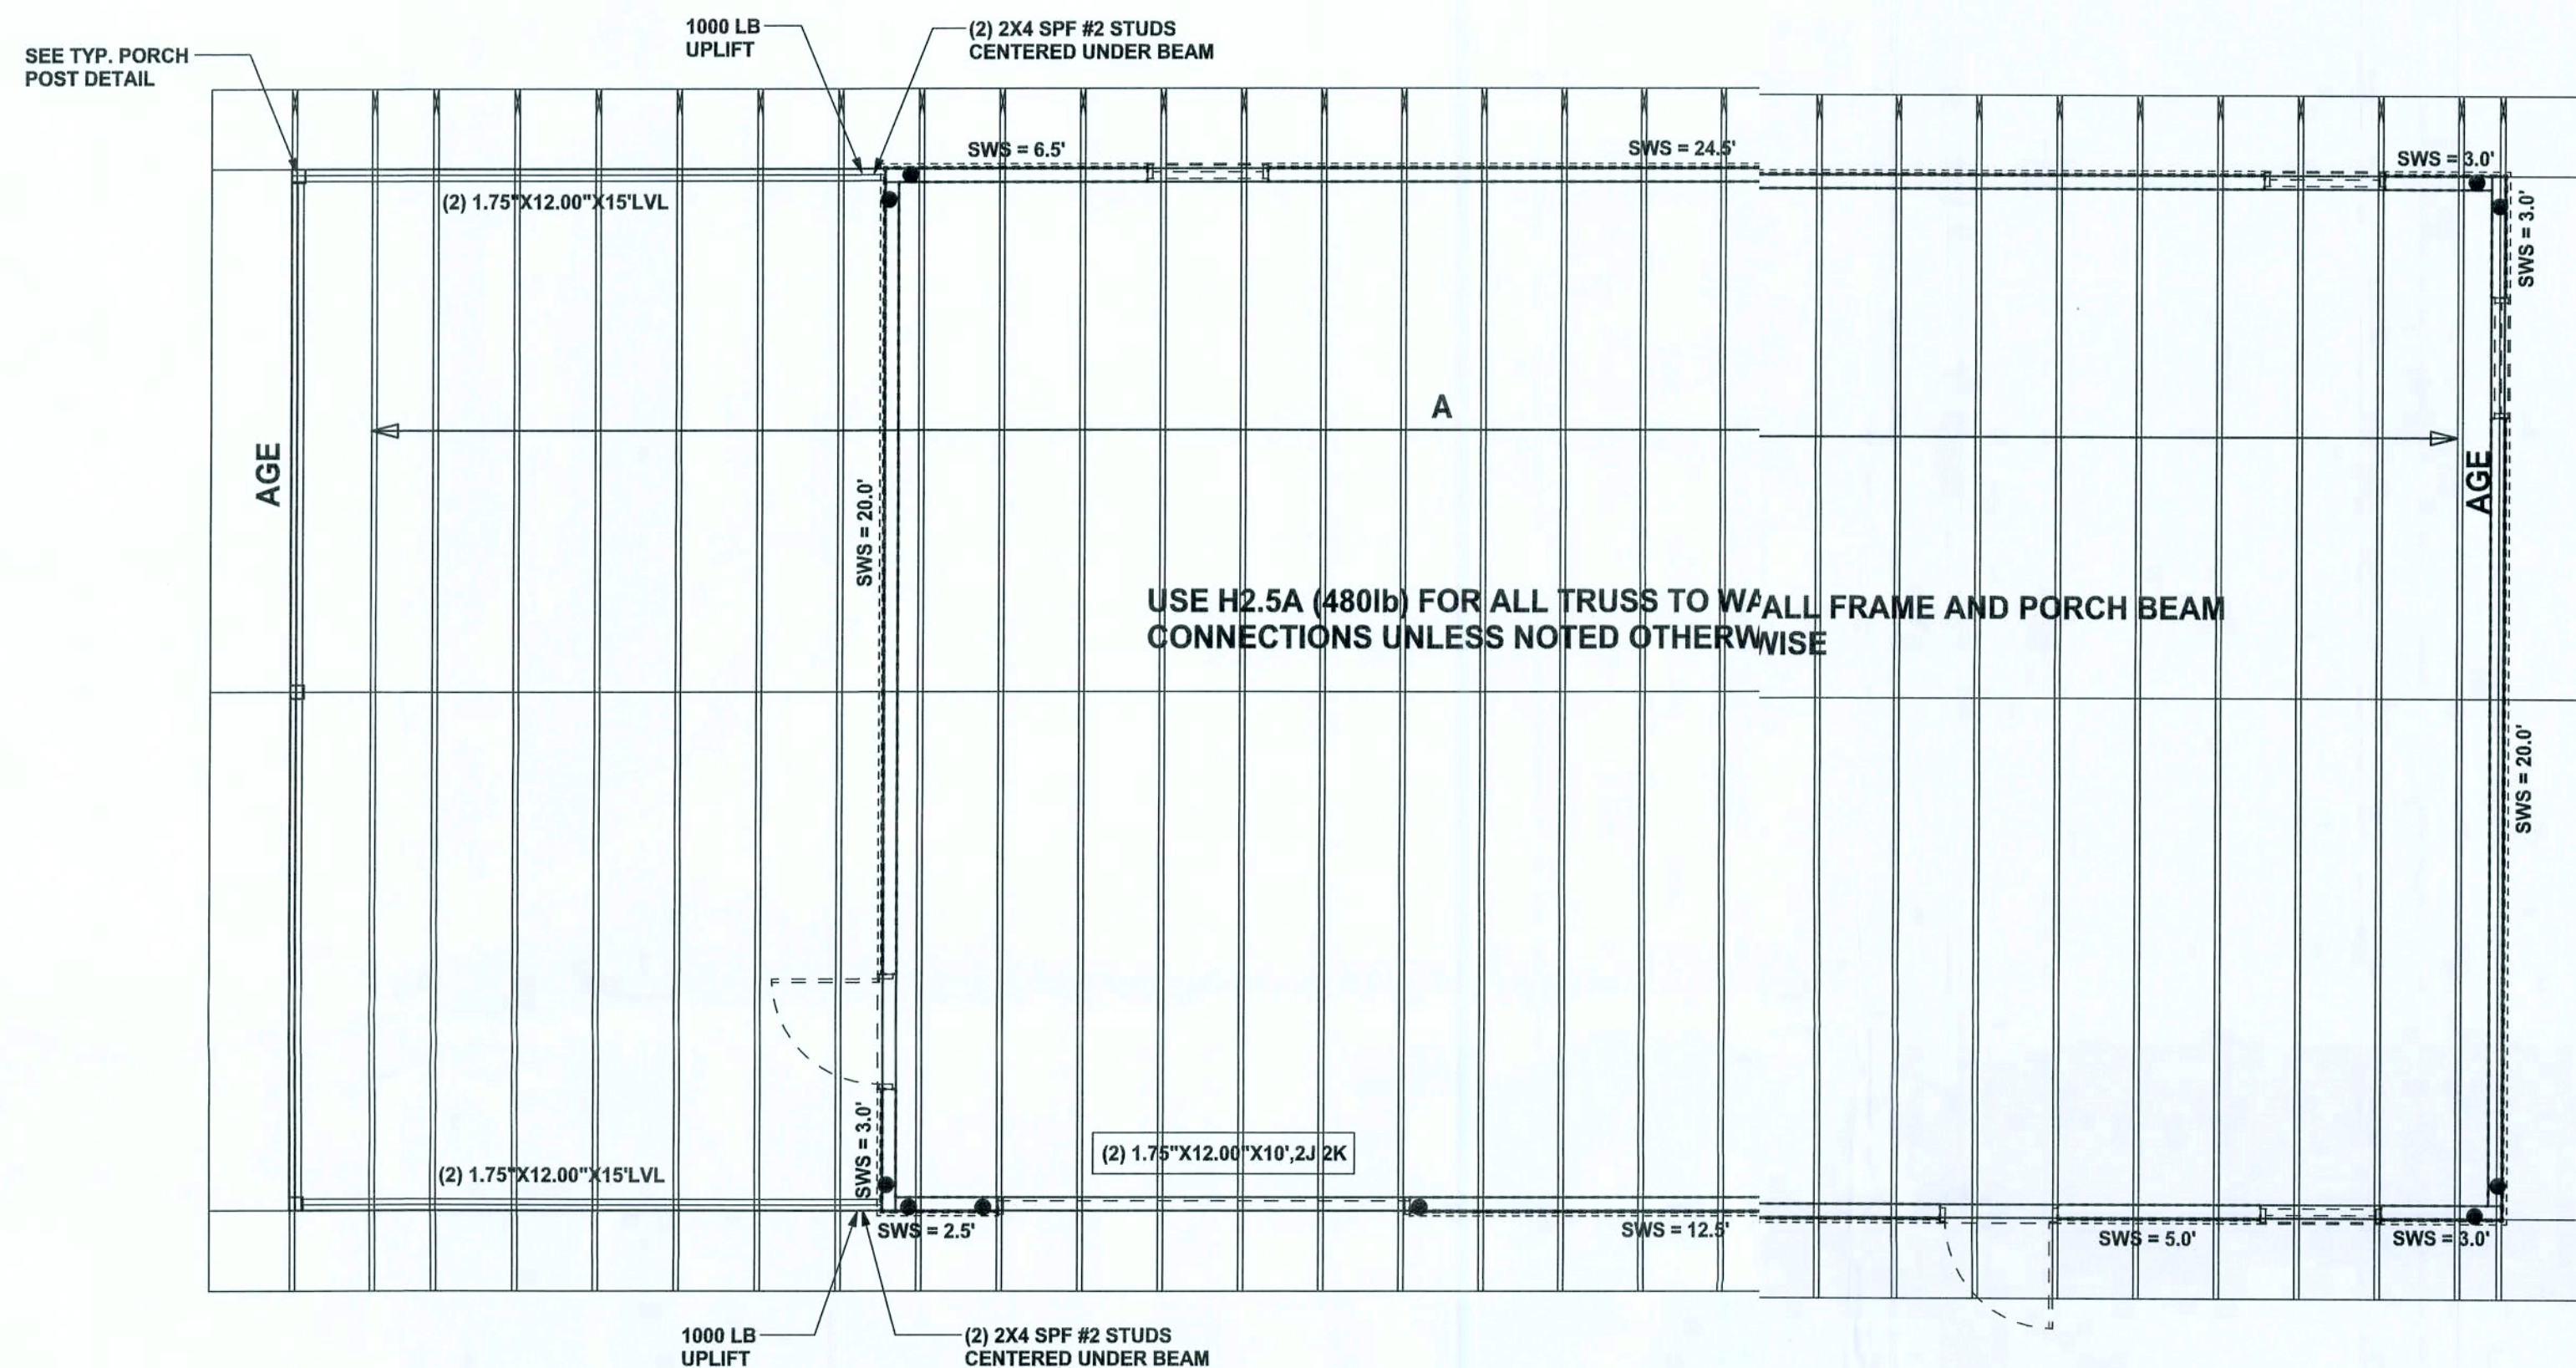 1000 LB
UPLIFT
(2) 2X4 SPF #2 STUDS
CENTERED UNDER BEAM
SEE TYP. PORCH
POST DETAIL
SWS = 6.5'
SWS = 24.5'
SWS = 3.0'
(2) 1.75"X12.00"X15'LVL
SWS = 3.0'
A
AGE
AGE
SWS = 20.0'
USE H2.5A (480lb) FOR ALL TRUSS TO WALL FRAME AND PORCH BEAM
CONNECTIONS UNLESS NOTED OTHERWISE
SWS = 20.0'
SWS = 3.0'
(2) 1.75"X12.00"X10',2J 2K
(2) 1.75"X12.00"X15'LVL
SWS = 2.5'
SWS = 12.5'
SWS = 5.0'
SWS = 3.0'
1000 LB
UPLIFT
(2) 2X4 SPF #2 STUDS
CENTERED UNDER BEAM